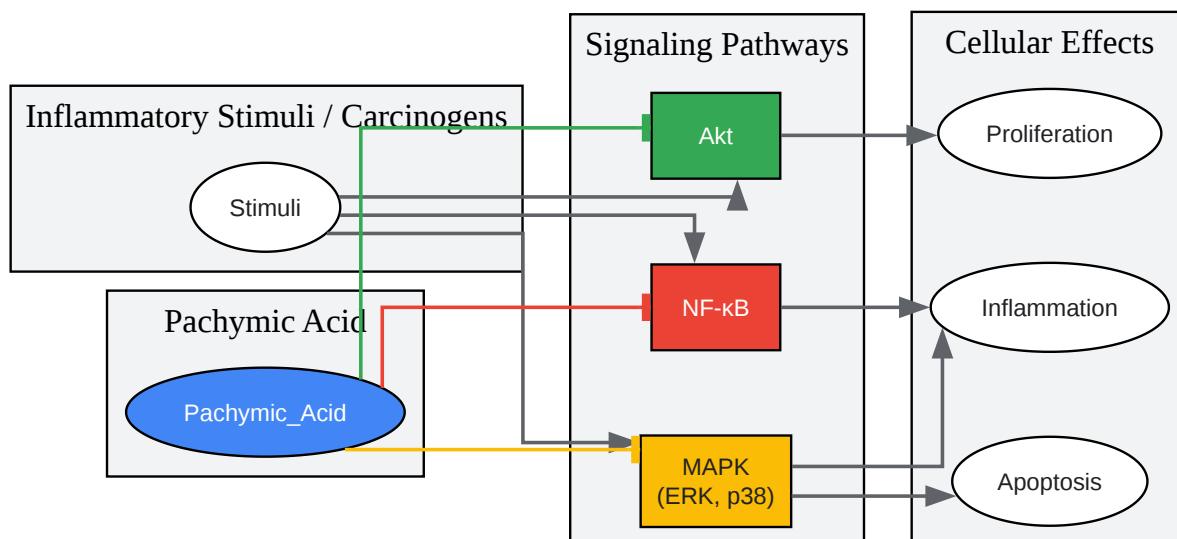 Signaling Pathways
Cellular Effects
Inflammatory Stimuli / Carcinogens
Akt
Proliferation
Stimuli
Pachymic Acid
NF-κB
Inflammation
Pachymic_Acid
MAPK
(ERK, p38)
Apoptosis